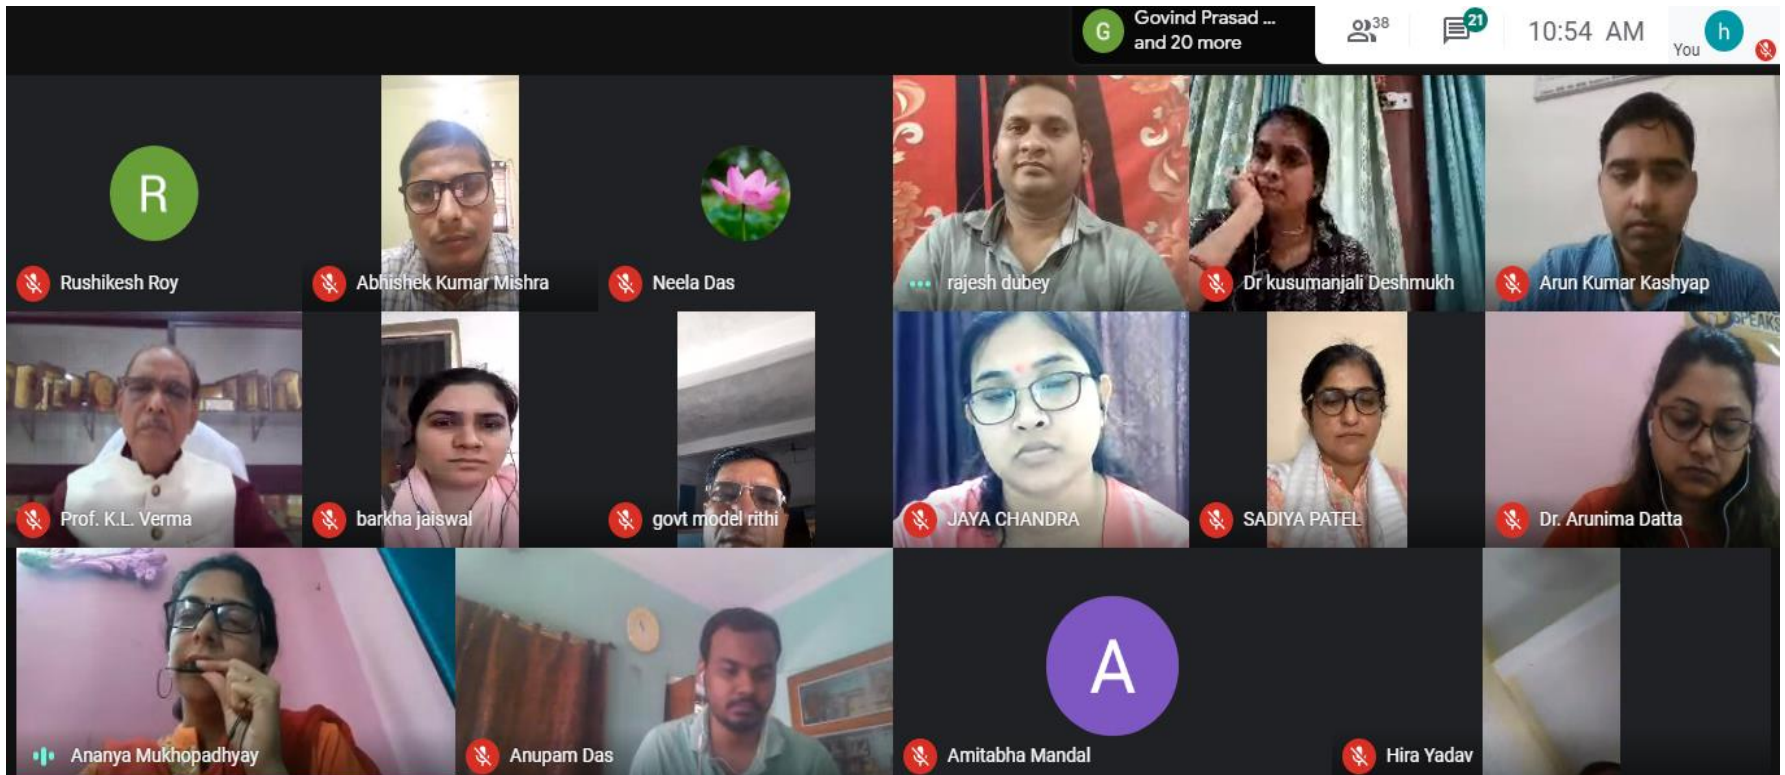 G
Govind Prasad ...
and 20 more
38
21
10:54 AM
You
h
R
Rushikesh Roy
Abhishek Kumar Mishra
Neela Das
rajesh dubey
Dr kusumanjali Deshmukh
Arun Kumar Kashyap
Prof. K.L. Verma
barkha jaiswal
govt model rithi
JAYA CHANDRA
SADIYA PATEL
SPEAKS
Dr. Arunima Datta
Ananya Mukhopadhyay
Anupam Das
A
Amitabha Mandal
Hira Yadav